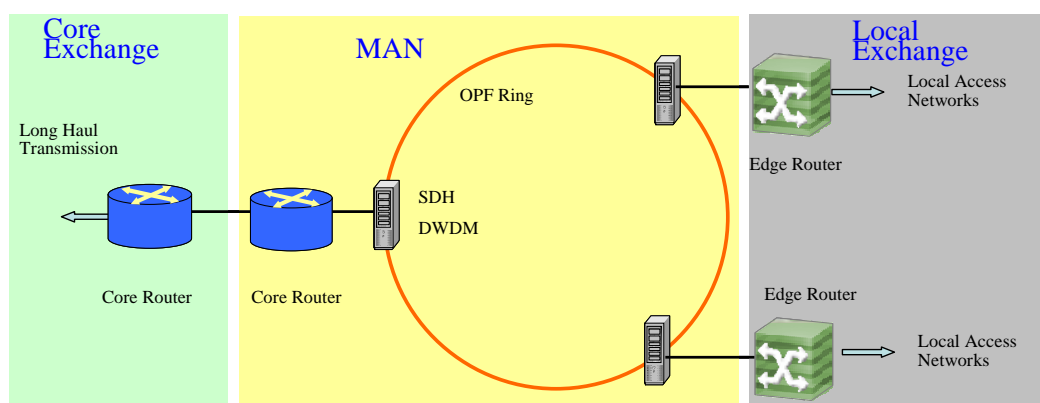 Core
Exchange
MAN
Local
Exchange
OPF Ring
Local Access
Networks
Long Haul
Transmission
Edge Router
SDH
DWDM
Core Router
Core Router
Edge Router
Local Access
Networks